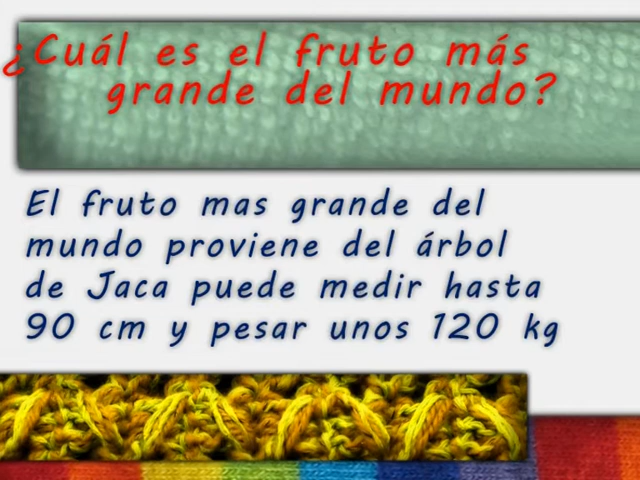 ¿Cuál es el fruto más
grande del mundo?
El fruto mas grande del
mundo proviene del árbol
de Jaca puede medir hasta
90 cm y pesar unos 120 kg